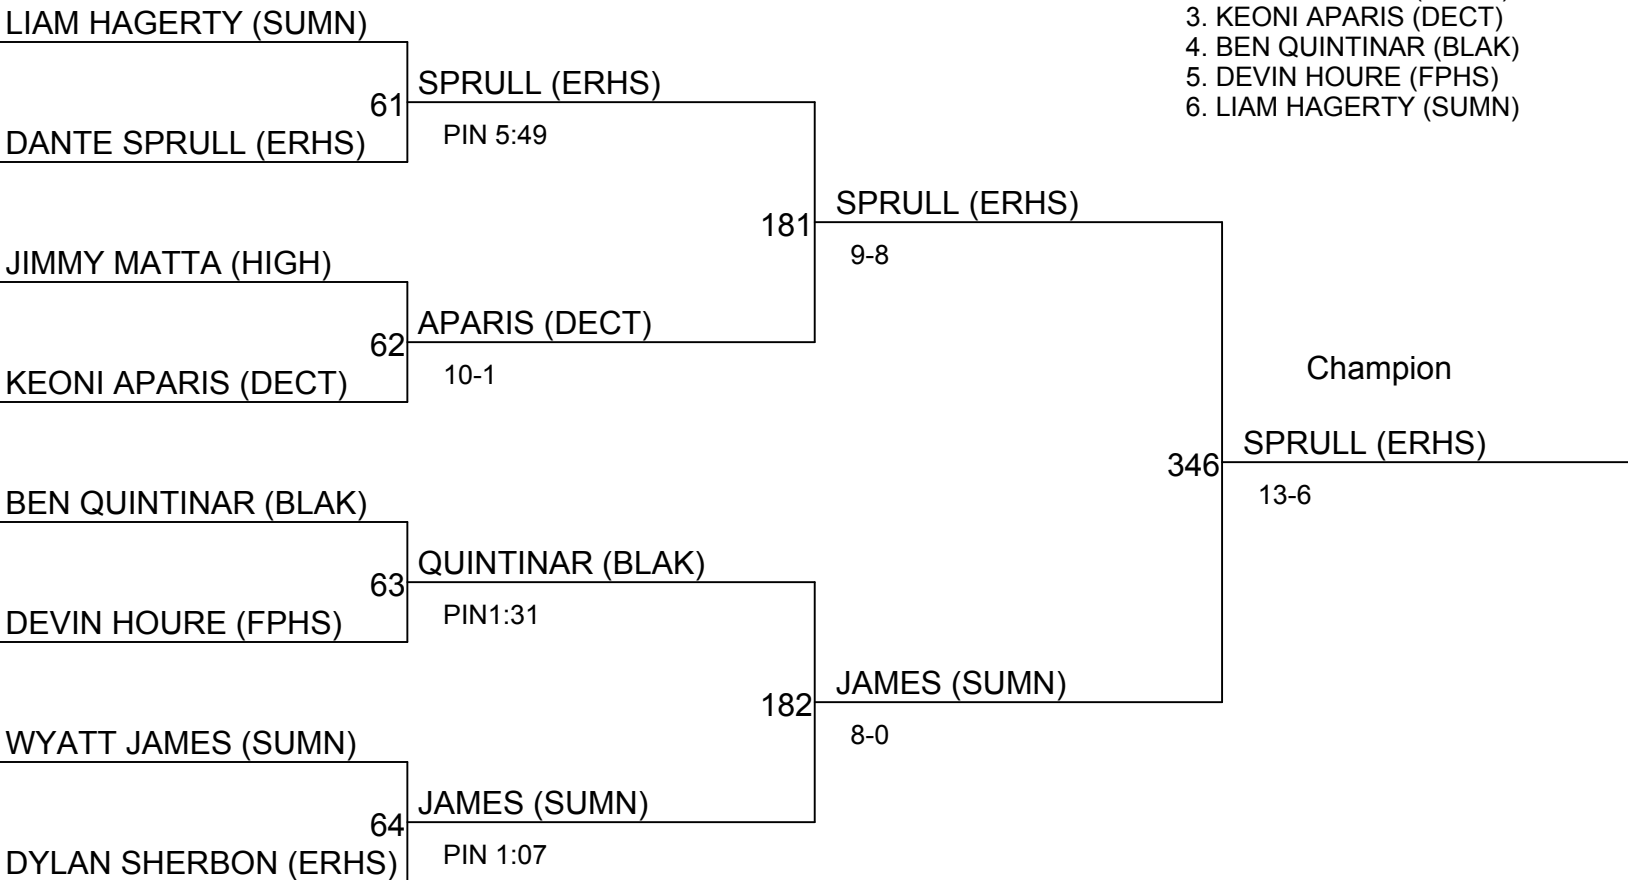 3. KEONI APARIS (DECT)
4. BEN QUINTINAR (BLAK)
5. DEVIN HOURE (FPHS)
6. LIAM HAGERTY (SUMN)
LIAM HAGERTY (SUMN)
61
SPRULL (ERHS)
PIN 5:49
DANTE SPRULL (ERHS)
181
SPRULL (ERHS)
9-8
JIMMY MATTA (HIGH)
62
APARIS (DECT)
10-1
KEONI APARIS (DECT)
Champion
346
SPRULL (ERHS)
13-6
BEN QUINTINAR (BLAK)
63
QUINTINAR (BLAK)
PIN1:31
DEVIN HOURE (FPHS)
182
JAMES (SUMN)
8-0
WYATT JAMES (SUMN)
64
JAMES (SUMN)
PIN 1:07
DYLAN SHERBON (ERHS)